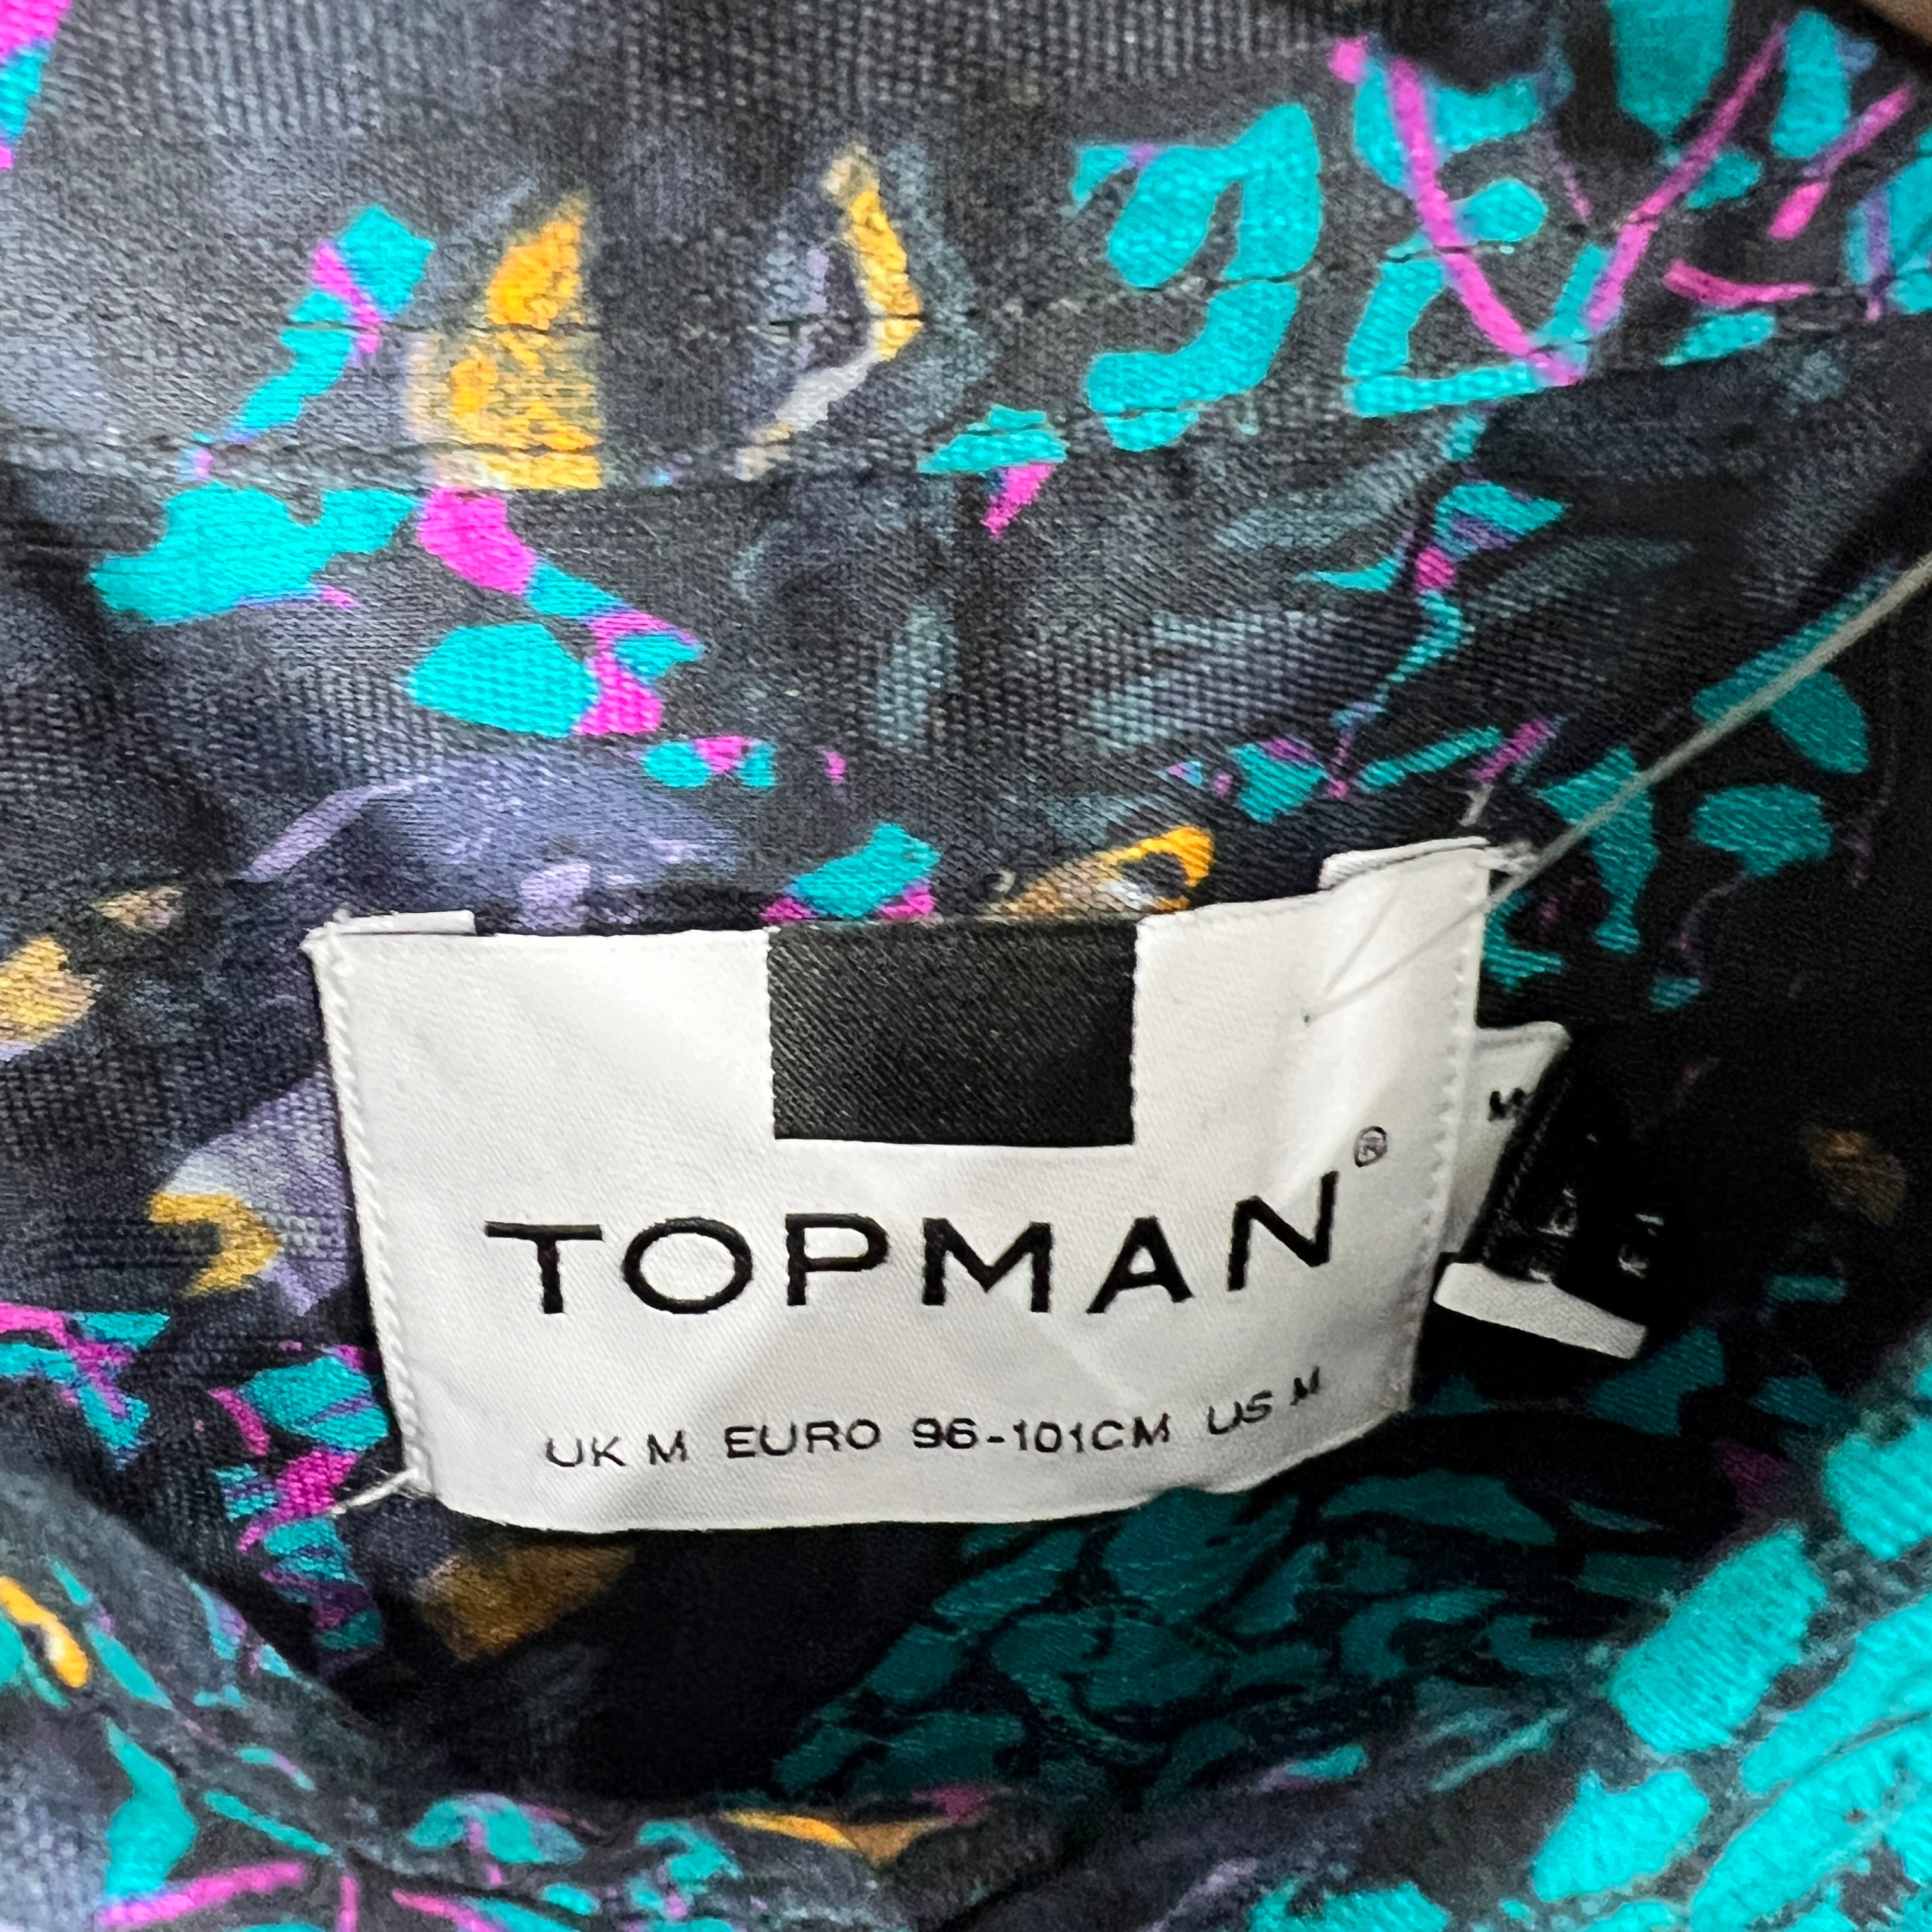 TOPMAN®
UK M EURO 96-101CM US M